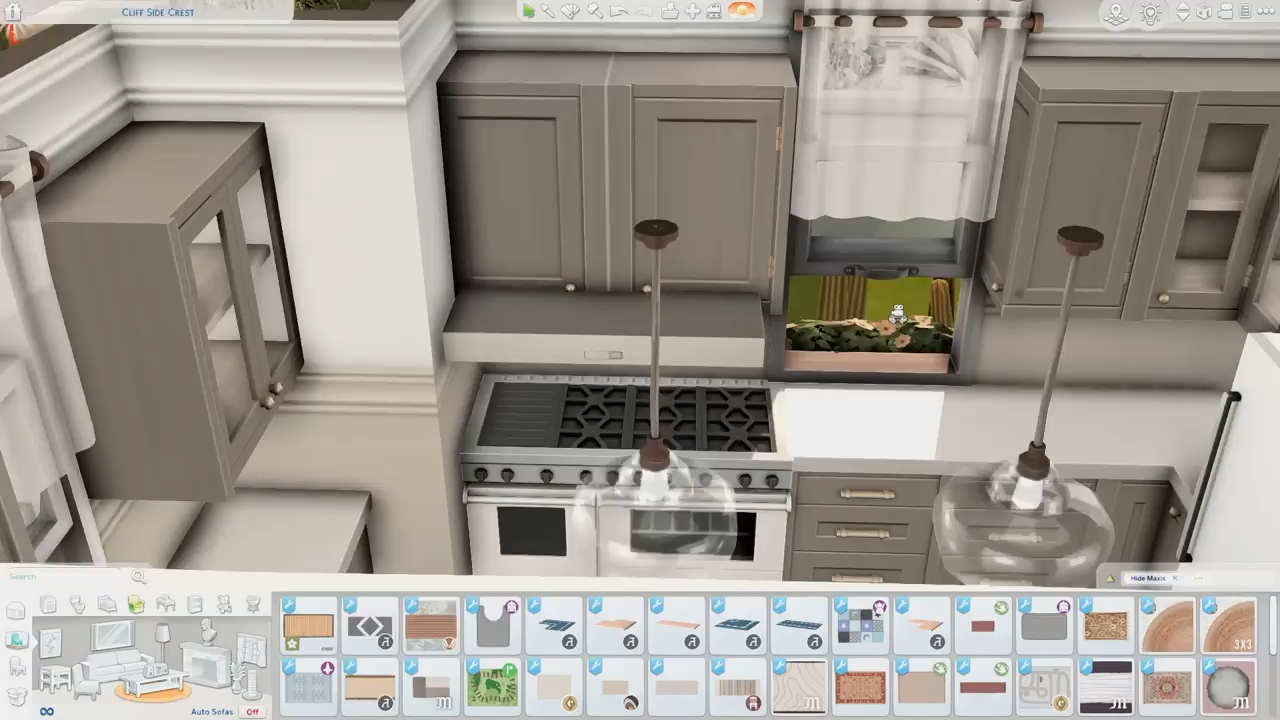 CLIFF SIDE CREST
Search
Hide Maxis
3X3
Auto Sofas Off